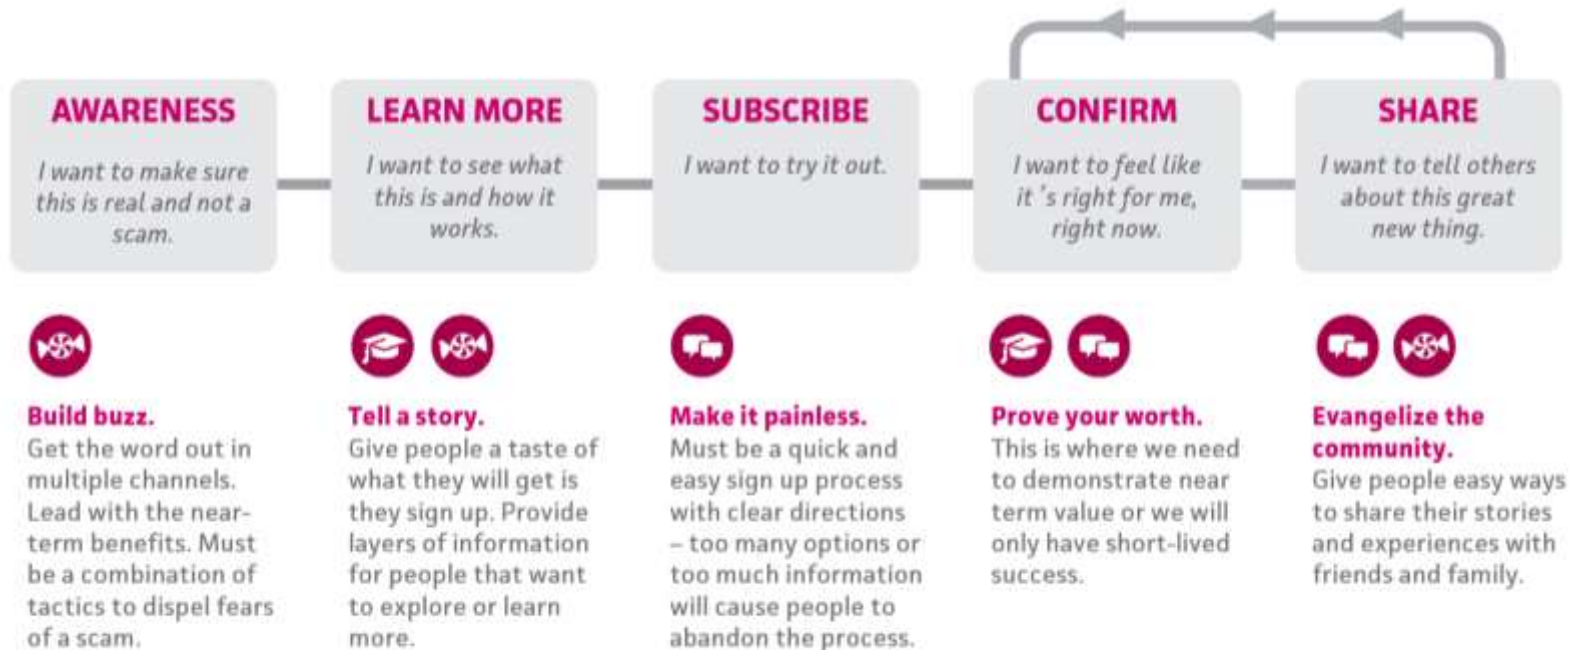 AWARENESS
I want to make sure
this is real and not a
scam.
LEARN MORE
I want to see what
this is and how it
works.
SUBSCRIBE
I want to try it out.
CONFIRM
I want to feel like
it 's right for me,
right now.
SHARE
I want to tell others
about this great
new thing.
Build buzz.
Get the word out in
multiple channels.
Lead with the near-
term benefits. Must
be a combination of
tactics to dispel fears
of a scam.
Tell a story.
Give people a taste of
what they will get is
they sign up. Provide
layers of information
for people that want
to explore or learn
more.
Make it painless.
Must be a quick and
easy sign up process
with clear directions
– too many options or
too much information
will cause people to
abandon the process.
Prove your worth.
This is where we need
to demonstrate near
term value or we will
only have short-lived
success.
Evangelize the
community.
Give people easy ways
to share their stories
and experiences with
friends and family.